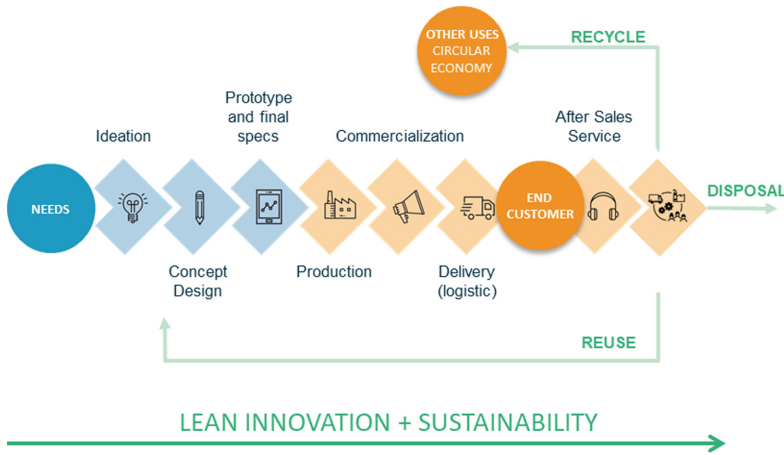 OTHER USES
CIRCULAR
ECONOMY
RECYCLE
Ideation
Prototype
and final
specs
Commercialization
After Sales
Service
NEEDS
END
CUSTOMER
DISPOSAL
Concept
Design
Production
Delivery
(logistic)
REUSE
LEAN INNOVATION + SUSTAINABILITY